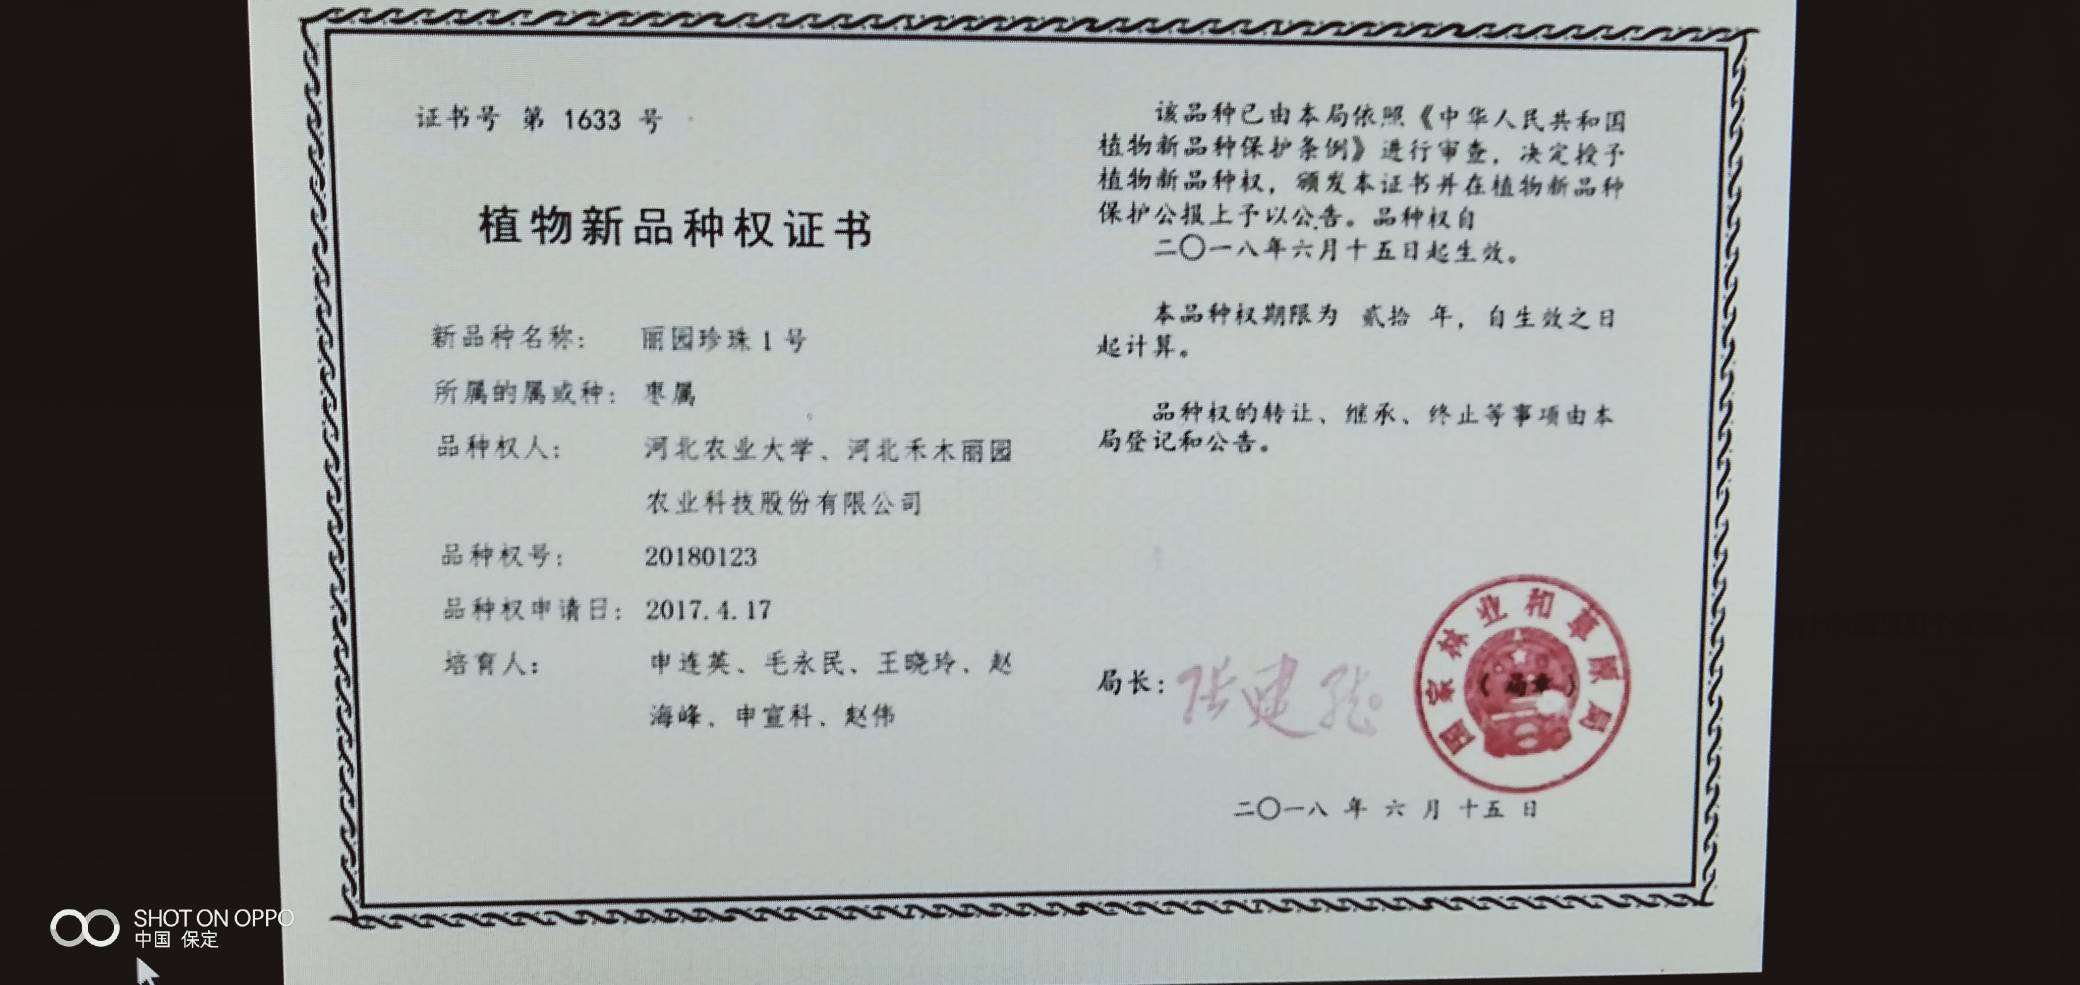 证书号 第 1633 号
植物新品种权证书
新品种名称： 丽园珍珠1号
所属的属或种： 枣属
品种权人： 河北农业大学、河北禾木丽园
农业科技股份有限公司
品种权号： 20180123
品种权申请日： 2017.4.17
培育人： 申连英、毛永民、王晓玲、赵
海峰、申宣科、赵伟
该品种已由本局依照《中华人民共和国
植物新品种保护条例》进行审查，决定授予
植物新品种权，颁发本证书并在植物新品种
保护公报上予以公告。品种权自
二〇一八年六月十五日起生效。
本品种权期限为 贰拾 年，自生效之日
起计算。
品种权的转让、继承、终止等事项由本
局登记和公告。
局长：张建龙
国家林业和草原局
（局章）
二〇一八 年 六 月 十五 日
SHOT ON OPPO
中国 保定